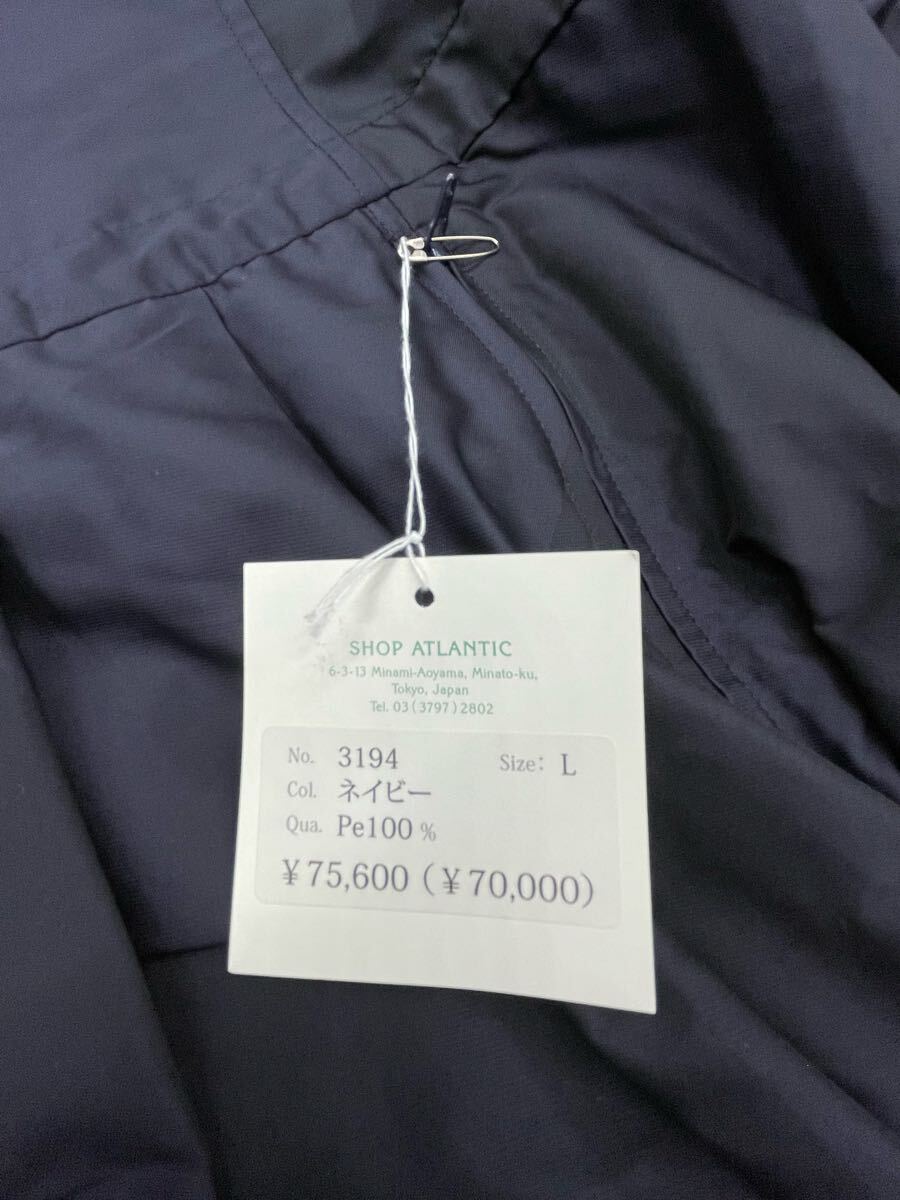 SHOP ATLANTIC
6-3-13 Minami-Aoyama, Minato-ku,
Tokyo, Japan
Tel. 03(3797)2802
No. 3194 Size: L
Col. ネイビー
Qua. Pe100 %
¥75,600 (¥70,000)